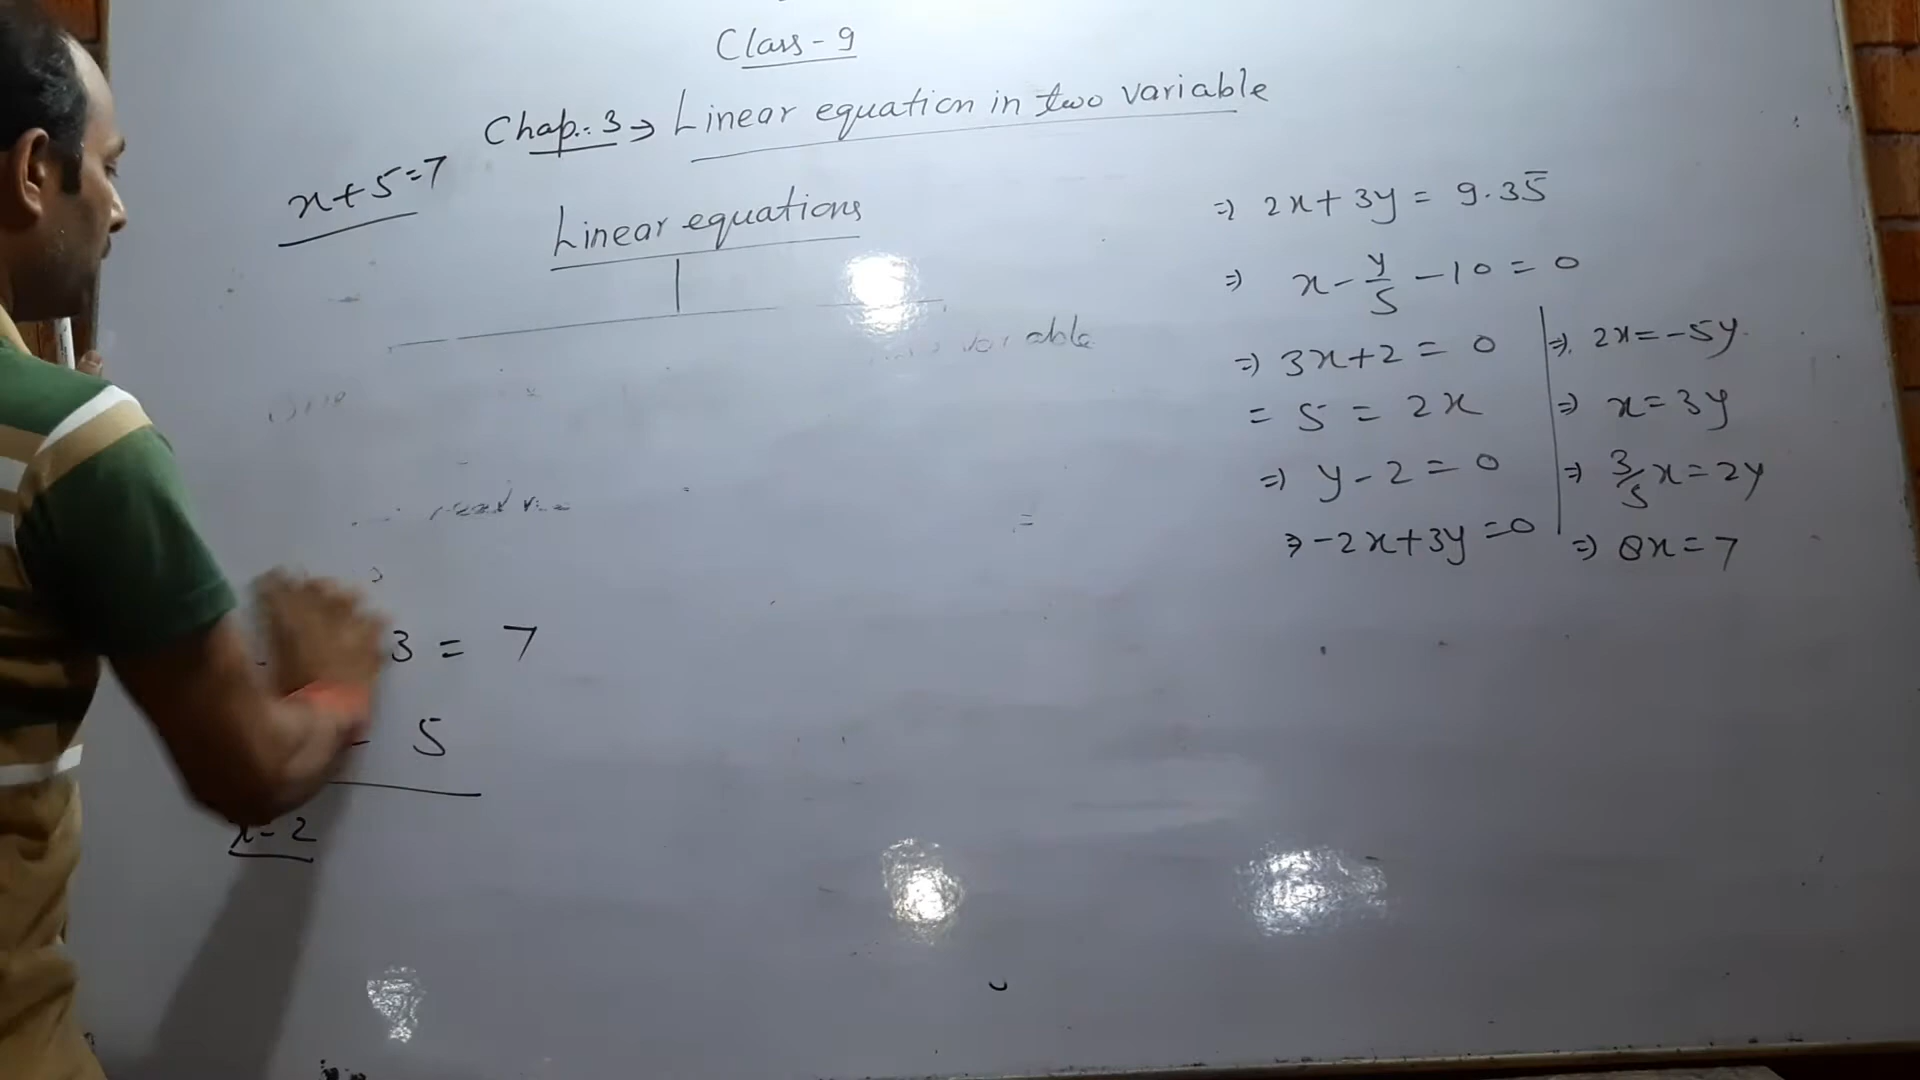 Class-9
Chap.: 3 → Linear equation in two variable
x+5=7
Linear equations
variable
3 = 7
- 5
x=2
⇒ 2x+3y = 9.35̅
⇒ x - y/5 - 10 = 0
⇒ 3x+2 = 0
= 5 = 2x
⇒ y-2=0
⇒ -2x+3y=0
⇒ 2x=-5y
⇒ x=3y
⇒ 3/5x=2y
⇒ 8x=7